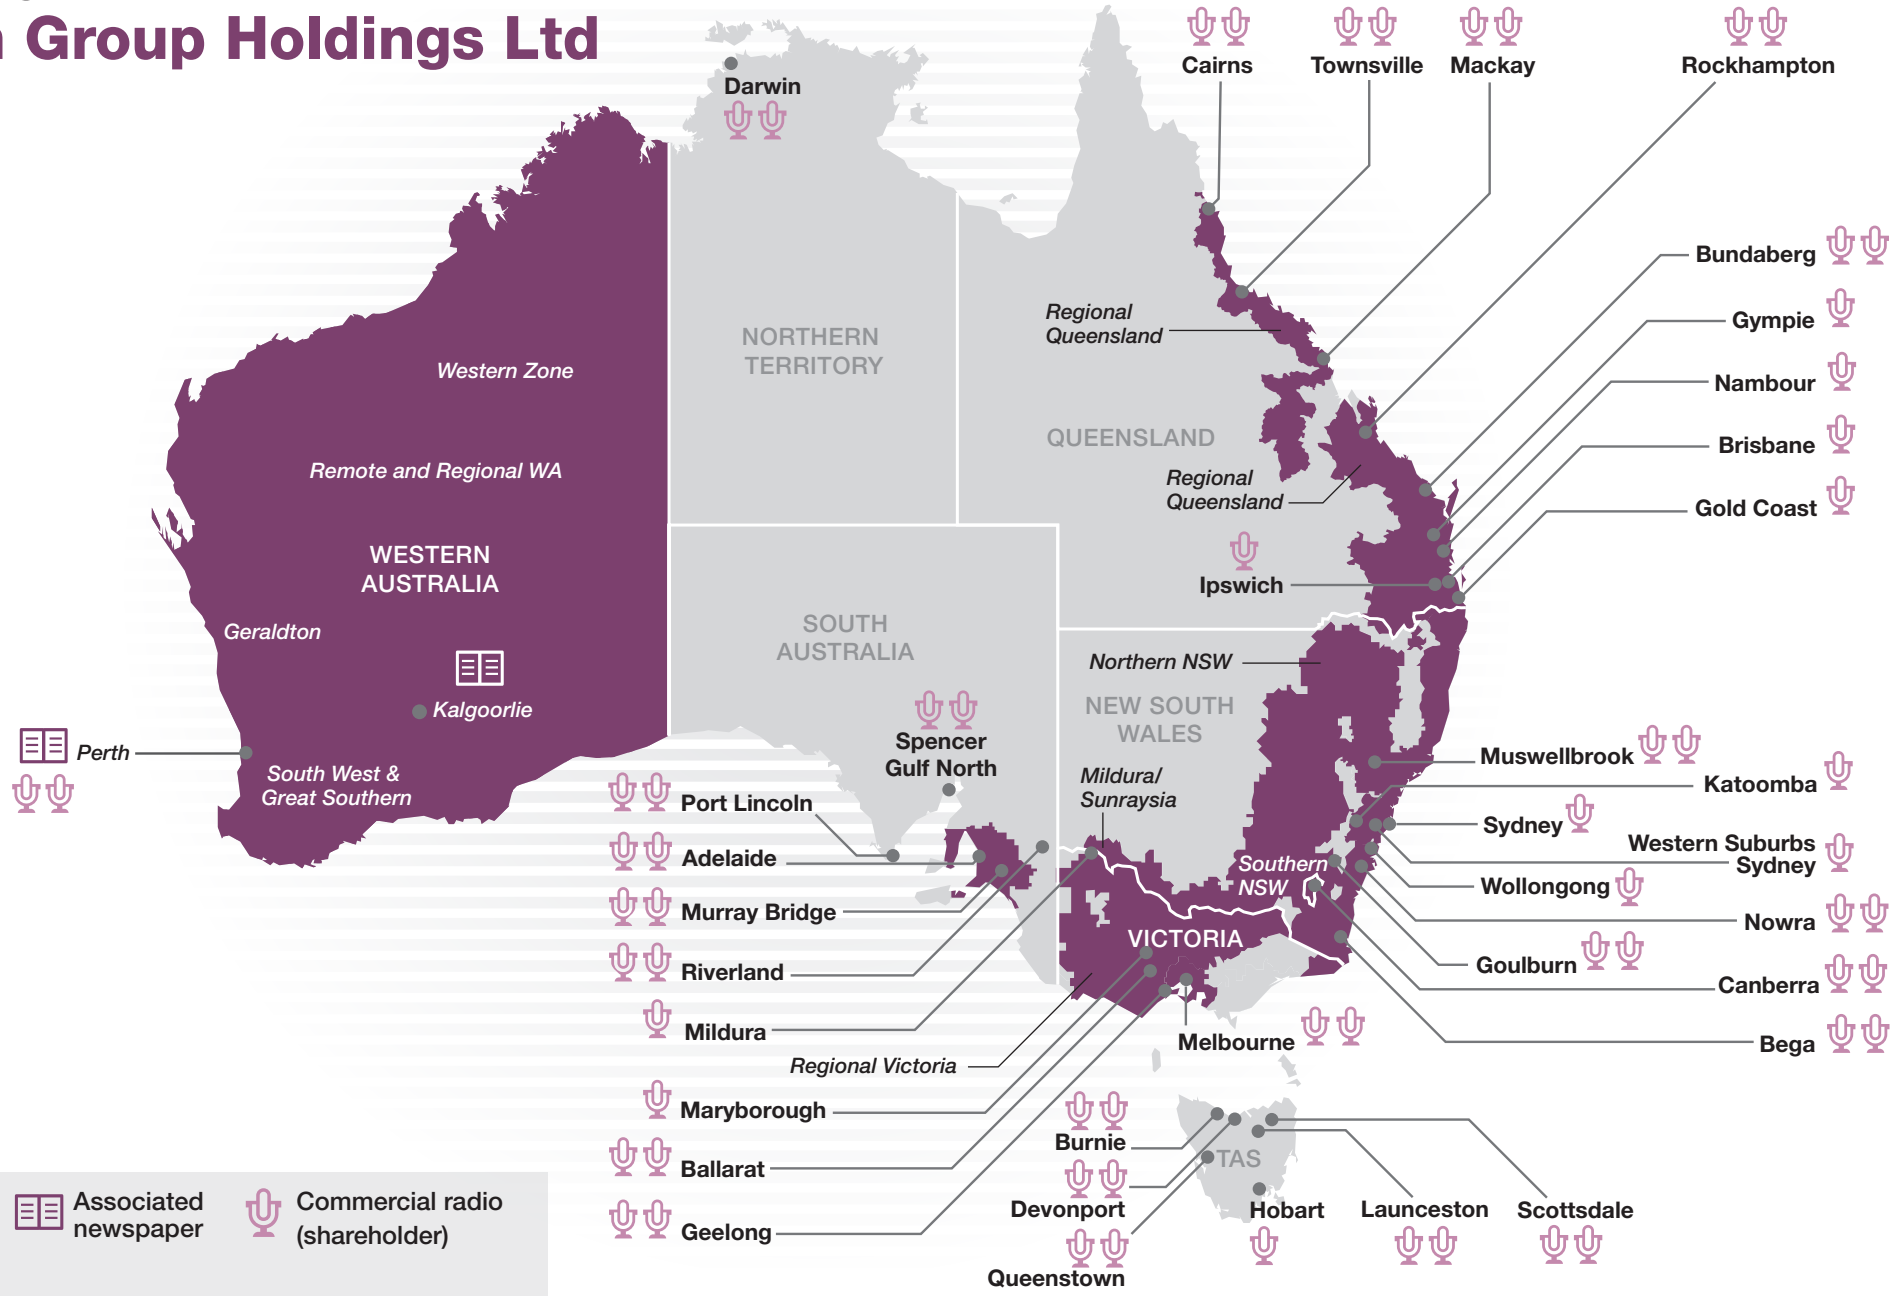 Group Holdings Ltd
Darwin
Cairns
Townsville
Mackay
Rockhampton
Bundaberg
Gympie
Nambour
Brisbane
Gold Coast
Regional
Queensland
NORTHERN
TERRITORY
Western Zone
QUEENSLAND
Remote and Regional WA
Regional
Queensland
WESTERN
AUSTRALIA
Ipswich
SOUTH
AUSTRALIA
Geraldton
Northern NSW
Kalgoorlie
NEW SOUTH
WALES
Perth
Spencer
Gulf North
South West &
Great Southern
Mildura/
Sunraysia
Muswellbrook
Katoomba
Sydney
Western Suburbs
Sydney
Wollongong
Nowra
Goulburn
Canberra
Bega
Southern
NSW
VICTORIA
Port Lincoln
Adelaide
Murray Bridge
Riverland
Mildura
Regional Victoria
Melbourne
Maryborough
Ballarat
Geelong
Burnie
TAS
Devonport
Queenstown
Hobart
Launceston
Scottsdale
Associated
newspaper
Commercial radio
(shareholder)